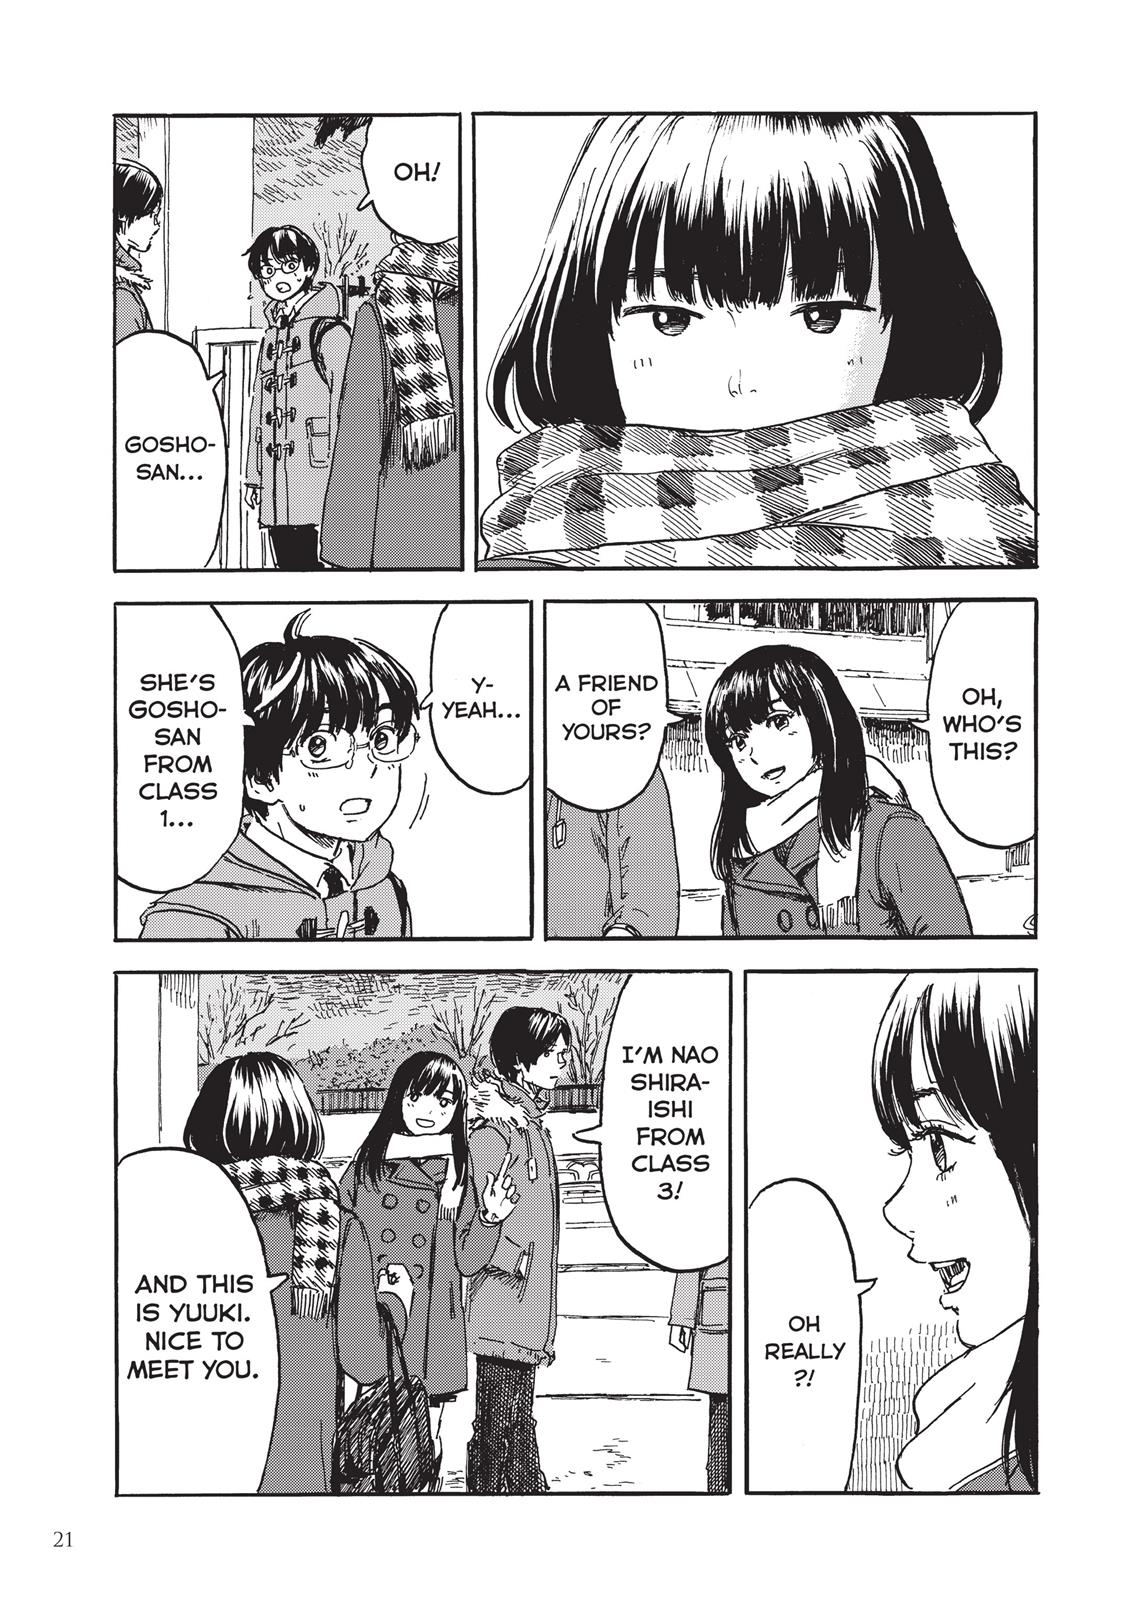 OH!
GOSHO-
SAN...
OH,
WHO'S
THIS?
A FRIEND
OF
YOURS?
Y-
YEAH...
SHE'S
GOSHO-
SAN
FROM
CLASS
1...
OH
REALLY
?!
I'M NAO
SHIRA-
ISHI
FROM
CLASS
3!
AND THIS
IS YUUKI.
NICE TO
MEET YOU.
21